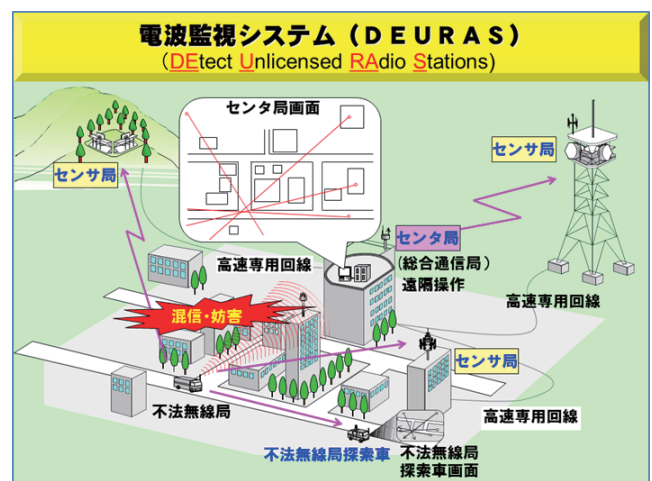 電波監視システム（DEURAS）
（DEtect Unlicensed RAdio Stations)
センタ局画面
センサ局
センサ局
センタ局
（総合通信局）
遠隔操作
高速専用回線
高速専用回線
混信・妨害
センサ局
不法無線局
高速専用回線
不法無線局探索車
不法無線局
探索車画面